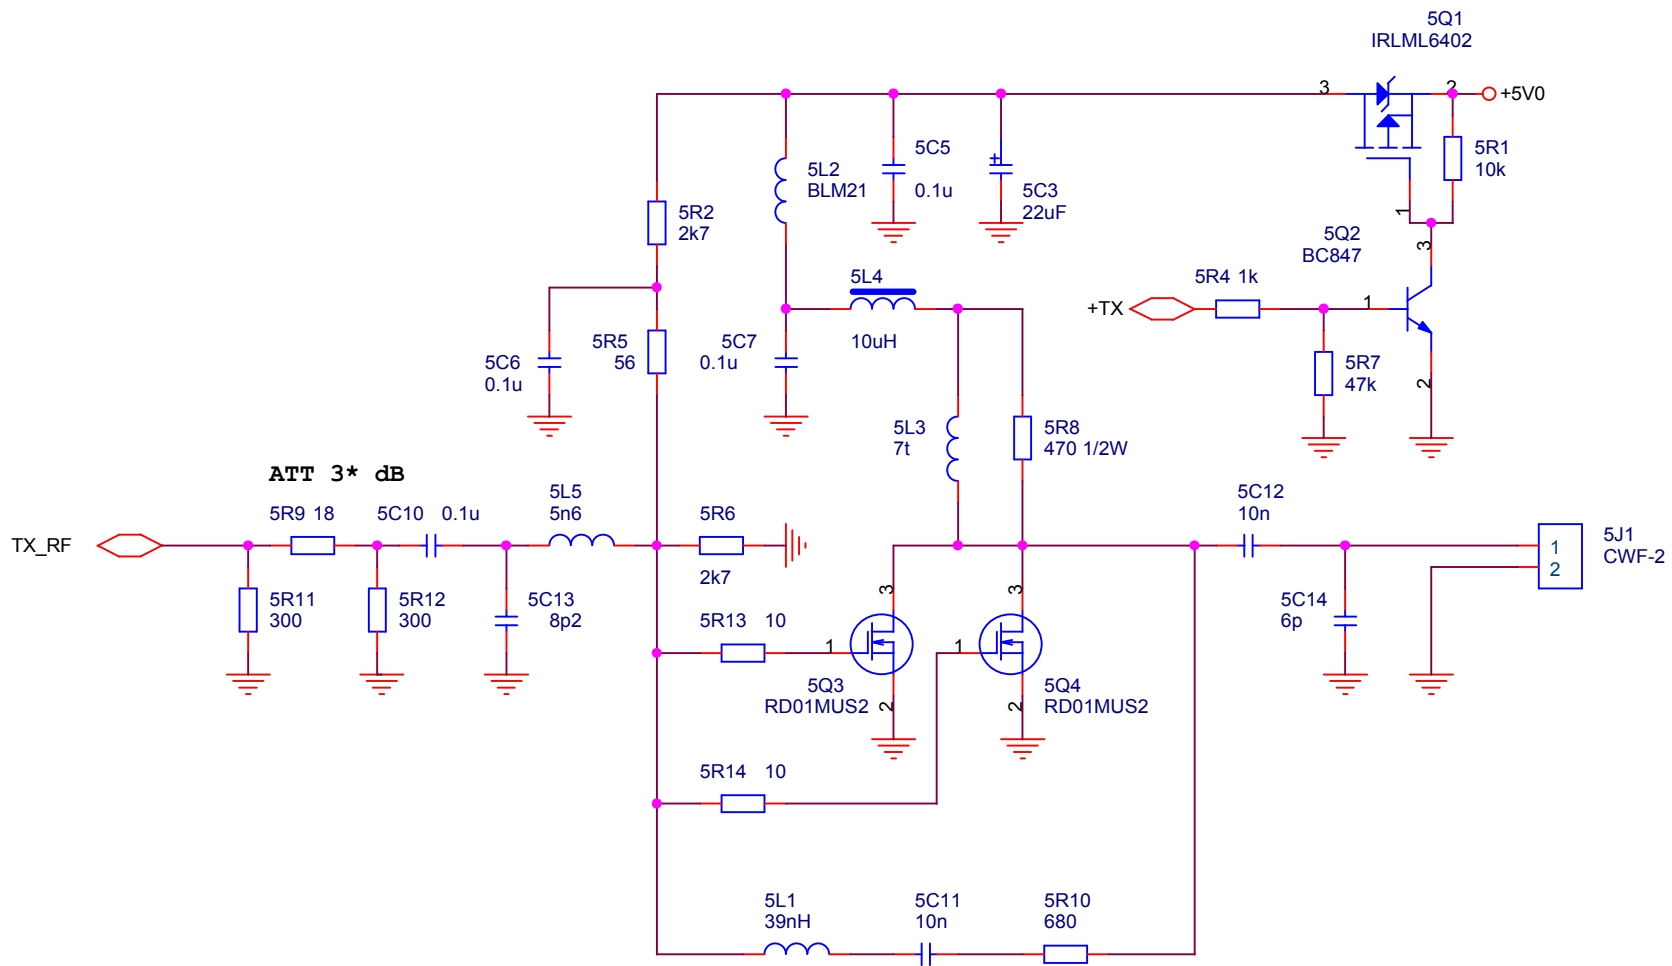 5Q1
IRLML6402
3
2
+5V0
5C5
0.1u
5L2
BLM21
5C3
22uF
5R1
10k
5R2
2k7
1
5Q2
BC847
3
5L4
10uH
5R4 1k
+TX
1
5R5
56
5C7
0.1u
5C6
0.1u
5R7
47k
2
5L3
7t
5R8
470 1/2W
ATT 3* dB
5R9 18
5C10 0.1u
5L5
5n6
5R6
2k7
5C12
10n
TX_RF
5J1
CWF-2
1
2
5R11
300
5R12
300
5C13
8p2
5R13 10
3
1
3
1
5C14
6p
5Q3
RD01MUS2
2
5Q4
RD01MUS2
2
5R14 10
5L1
39nH
5C11
10n
5R10
680